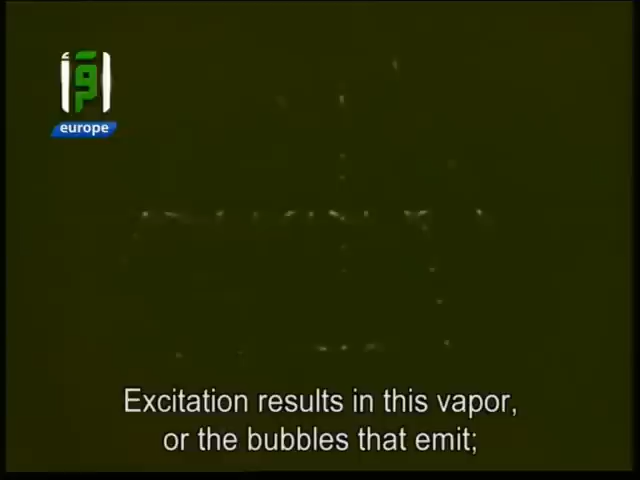 اقرأ
europe
Excitation results in this vapor,
or the bubbles that emit;